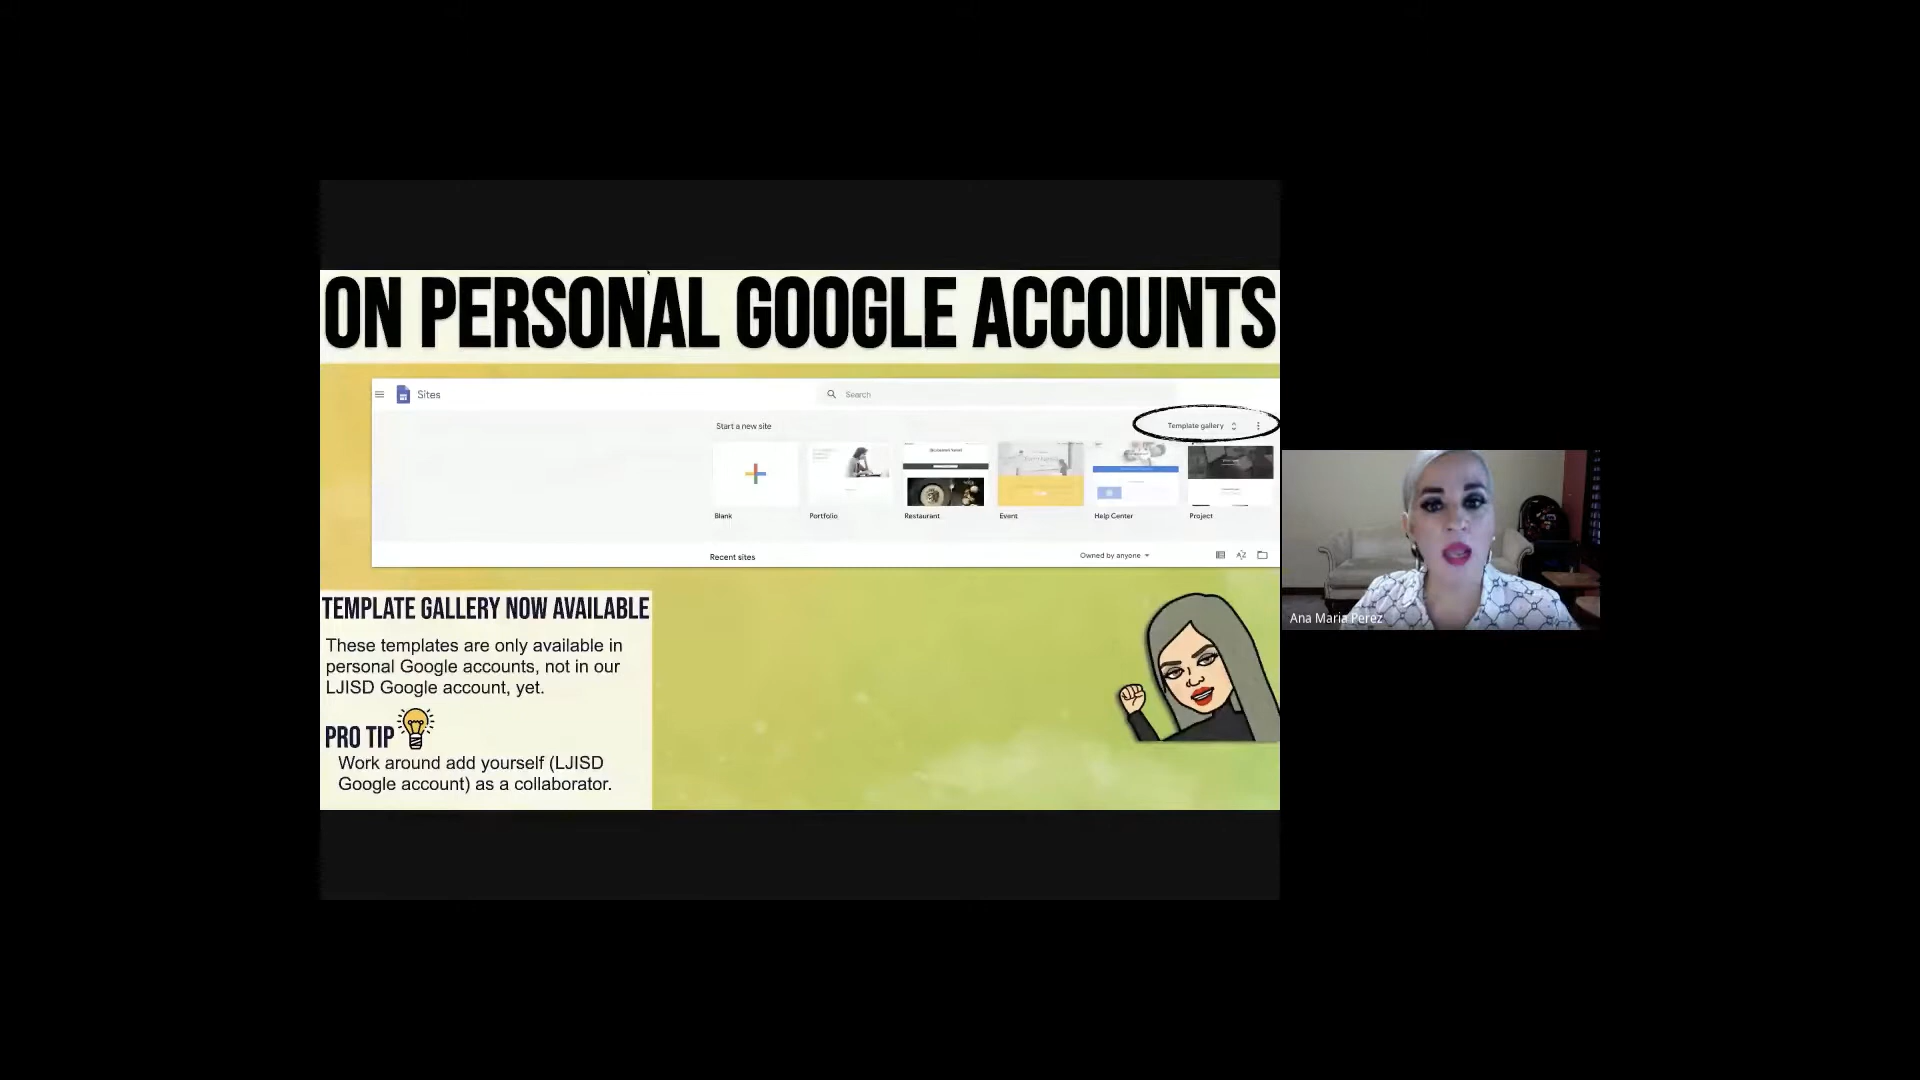 ON PERSONAL GOOGLE ACCOUNTS
Sites
Search
Start a new site
Template gallery
Blank
Portfolio
Restaurant
Event
Help Center
Project
Recent sites
Owned by anyone
TEMPLATE GALLERY NOW AVAILABLE
These templates are only available in
personal Google accounts, not in our
LJISD Google account, yet.
PRO TIP
Work around add yourself (LJISD
Google account) as a collaborator.
Ana Maria Perez